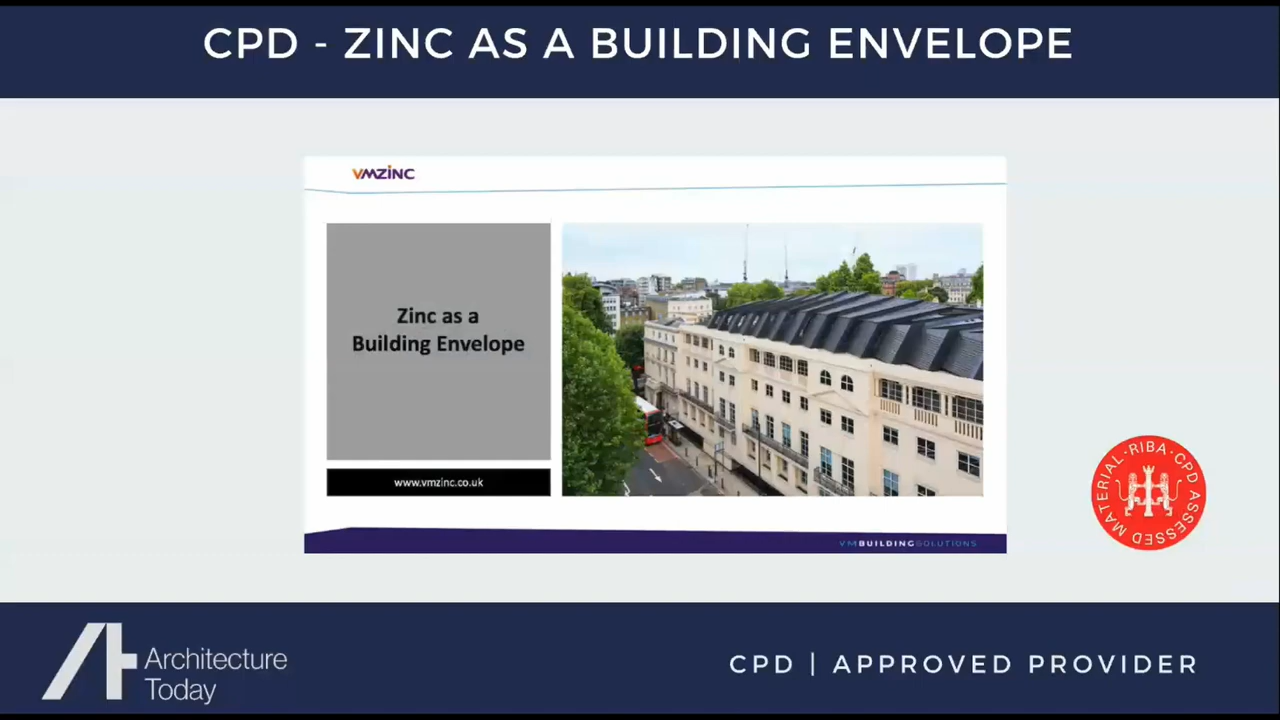 CPD - ZINC AS A BUILDING ENVELOPE
VMZINC
Zinc as a
Building Envelope
www.vmzinc.co.uk
VMBUILDINGSOLUTIONS
MATERIAL·RIBA·CPD ASSESSED
Architecture
Today
CPD | APPROVED PROVIDER